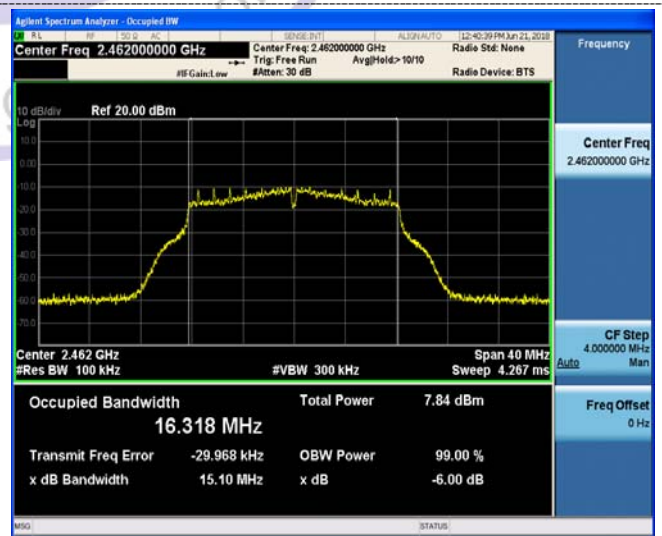 Agilent Spectrum Analyzer - Occupied BW
RL RF 50 Ω AC SENSE:INT ALIGN AUTO 12:40:39 PM Jun 21, 2018
Center Freq 2.462000000 GHz Center Freq: 2.462000000 GHz Radio Std: None Frequency
Trig: Free Run Avg|Hold:>10/10
#IFGain:Low #Atten: 30 dB Radio Device: BTS
10 dB/div Ref 20.00 dBm
Log
10.0
0.00
-10.0
-20.0
-30.0
-40.0
-50.0
-60.0
-70.0
Center Freq
2.462000000 GHz
Center 2.462 GHz Span 40 MHz
#Res BW 100 kHz #VBW 300 kHz Sweep 4.267 ms
CF Step
4.000000 MHz
Auto Man
Occupied Bandwidth Total Power 7.84 dBm
16.318 MHz
Transmit Freq Error -29.968 kHz OBW Power 99.00 %
x dB Bandwidth 15.10 MHz x dB -6.00 dB
Freq Offset
0 Hz
MSG STATUS